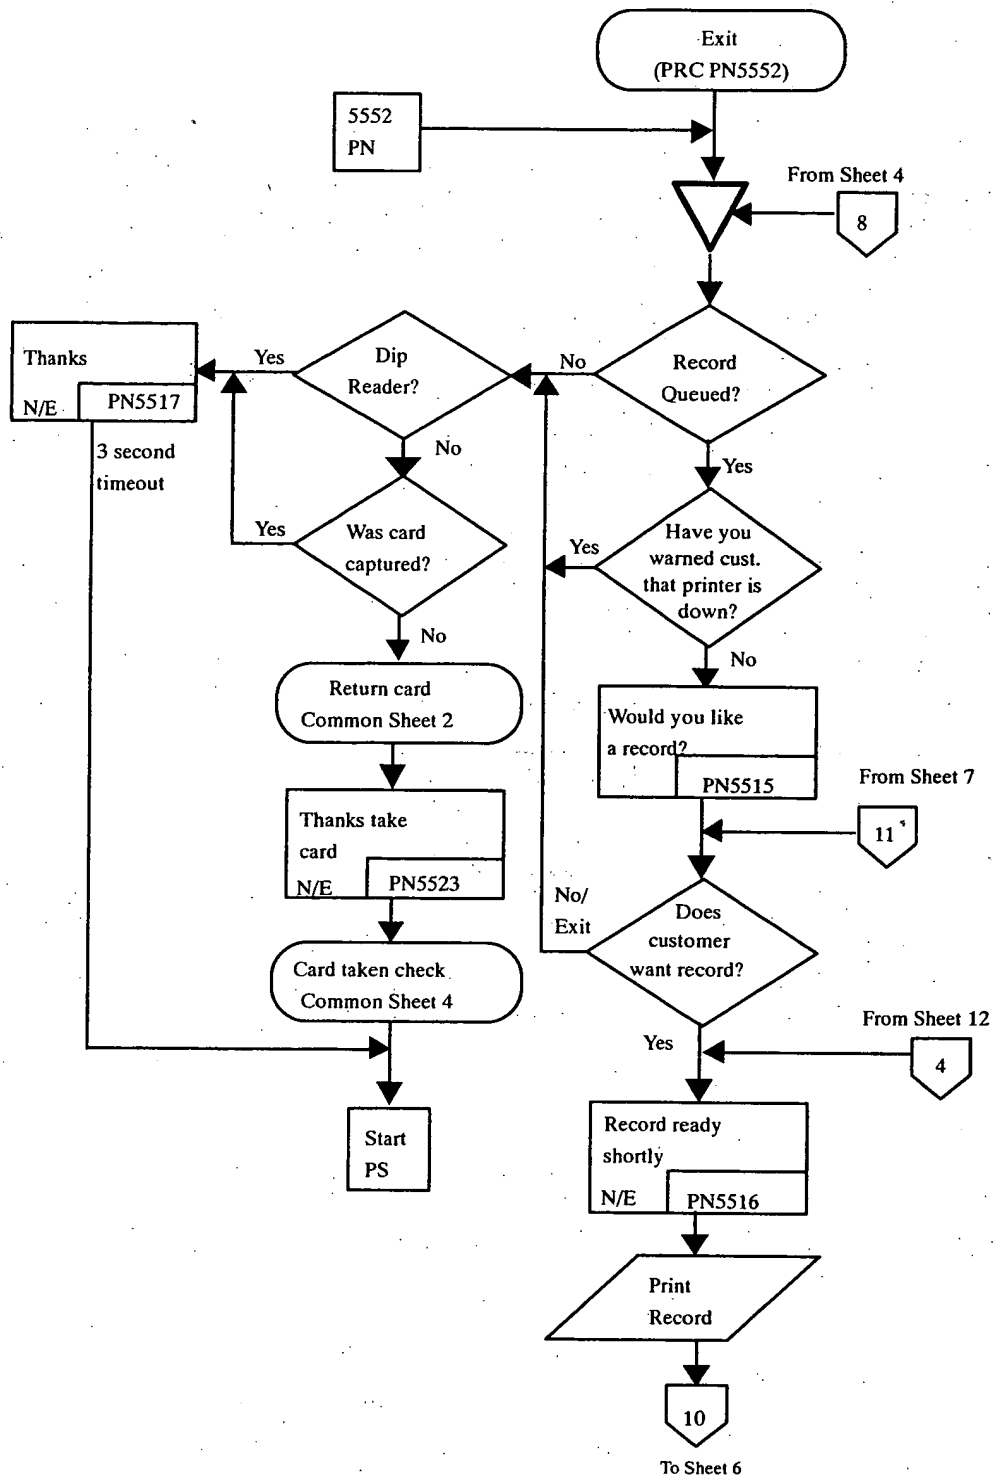 Exit
(PRC PN5552)
5552
PN
From Sheet 4
8
Thanks
N/E
PN5517
3 second
timeout
Yes
Dip
Reader?
No
Record
Queued?
No
Yes
Yes
Was card
captured?
Yes
Have you
warned cust.
that printer is
down?
No
No
Return card
Common Sheet 2
Would you like
a record?
PN5515
From Sheet 7
11
Thanks take
card
N/E
PN5523
No/
Exit
Does
customer
want record?
Card taken check
Common Sheet 4
Yes
From Sheet 12
4
Start
PS
Record ready
shortly
N/E
PN5516
Print
Record
10
To Sheet 6